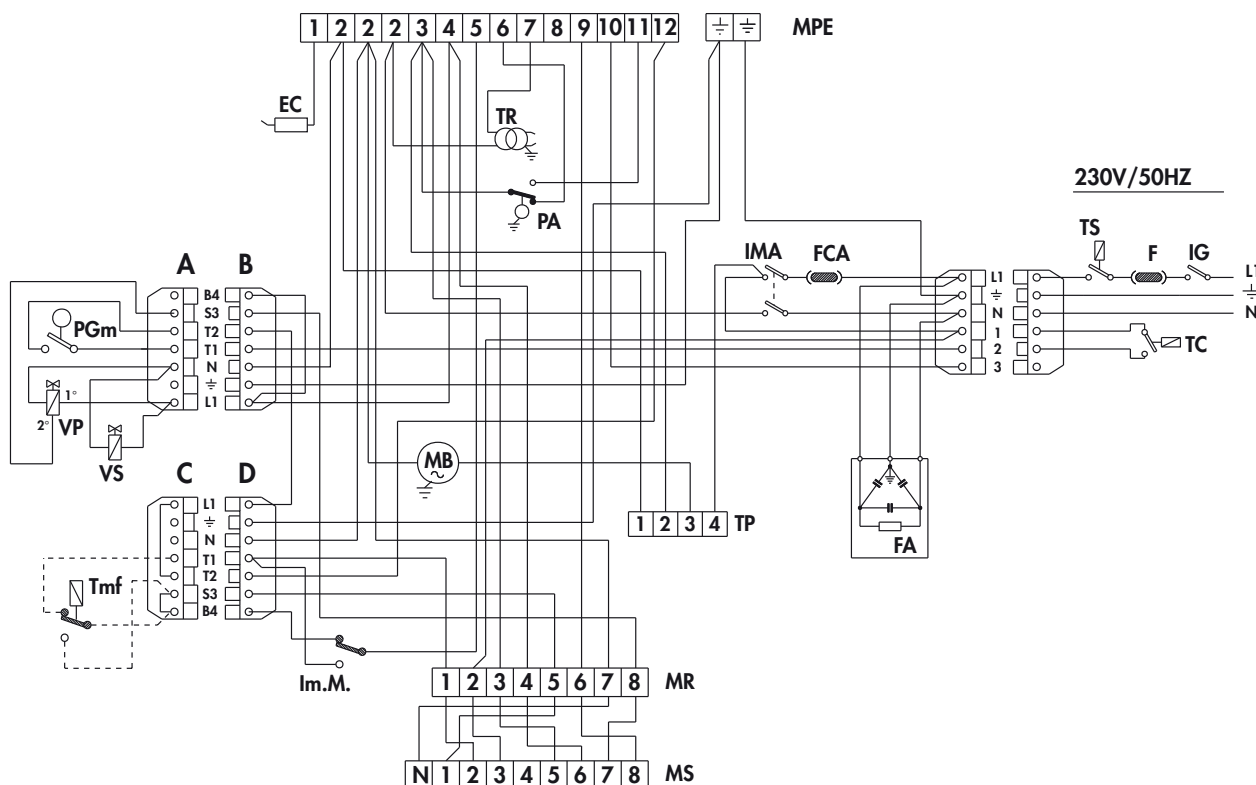 1 2 2 2 3 4 5 6 7 8 9 10 11 12
MPE
EC
TR
PA
230V/50HZ
TS F IG
L1
N
IMA FCA
L1
N
1
2
3
TC
A B
B4
S3
T2
T1
N
L1
PGm
1°
2° VP
VS
MB
C D
L1
N
T1
T2
S3
B4
Tmf
1 2 3 4 TP
FA
Im.M.
1 2 3 4 5 6 7 8 MR
N 1 2 3 4 5 6 7 8 MS